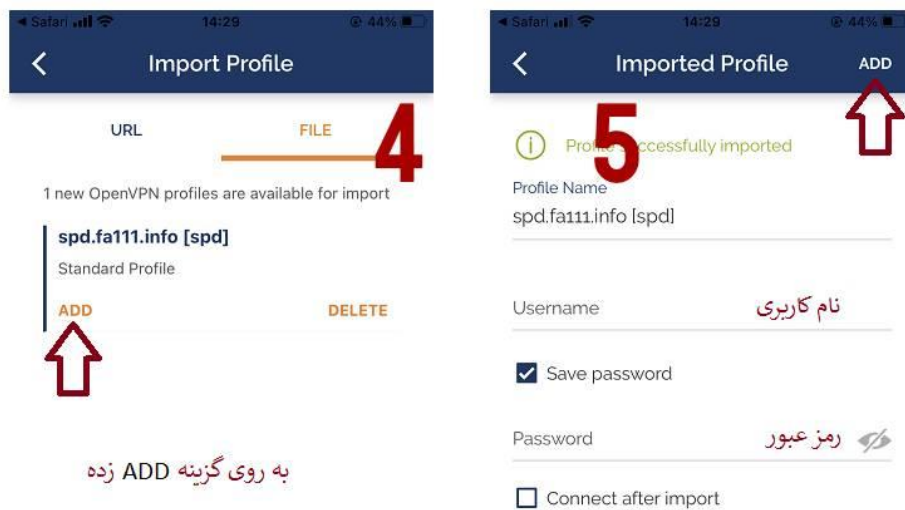 Safari 14:29 44%
Import Profile
URL FILE
4
1 new OpenVPN profiles are available for import
spd.fa111.info [spd]
Standard Profile
ADD DELETE
به روی گزینه ADD زده
Safari 14:29 44%
Imported Profile ADD
5
Profile successfully imported
Profile Name
spd.fa111.info [spd]
Username نام کاربری
Save password
Password رمز عبور
Connect after import